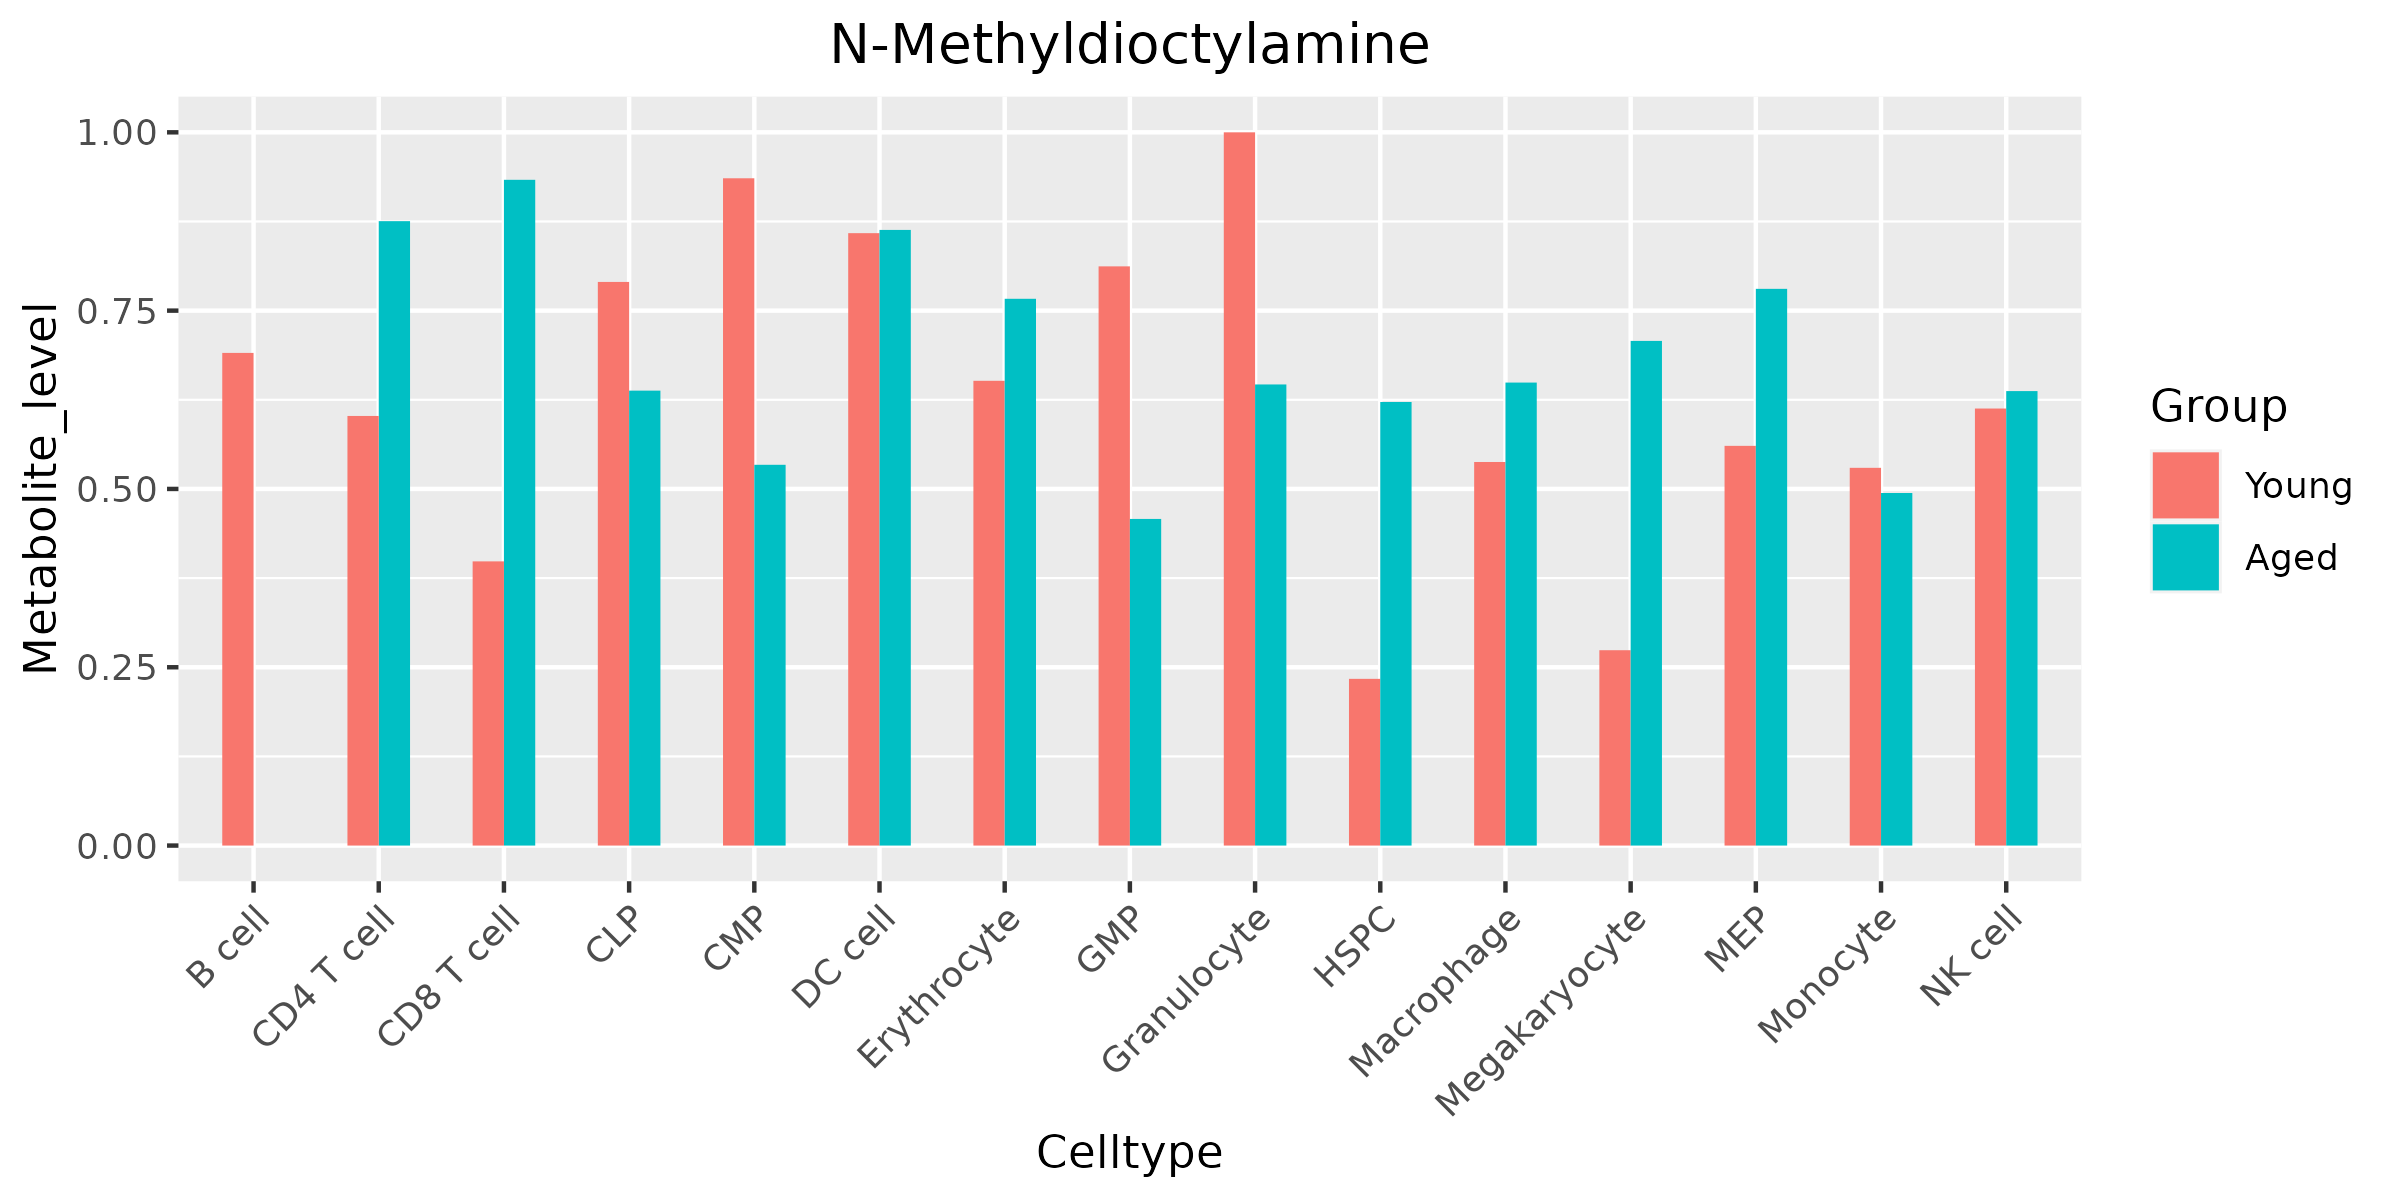 N-Methyldioctylamine
Metabolite_level
1.00
0.75
0.50
0.25
0.00
B cell
CD4 T cell
CD8 T cell
CLP
CMP
DC cell
Erythrocyte
GMP
Granulocyte
HSPC
Macrophage
Megakaryocyte
MEP
Monocyte
NK cell
Celltype
Group
Young
Aged